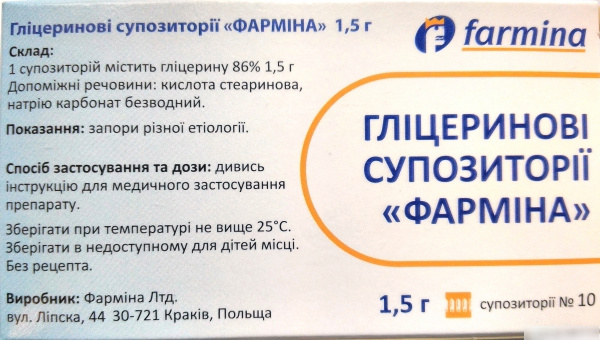 Гліцеринові супозиторії «ФАРМІНА» 1,5 г
Склад:
1 супозиторій містить гліцерину 86% 1,5 г
Допоміжні речовини: кислота стеаринова,
натрію карбонат безводний.
Показання: запори різної етіології.
Спосіб застосування та дози: дивись
інструкцію для медичного застосування
препарату.
Зберігати при температурі не вище 25°С.
Зберігати в недоступному для дітей місці.
Без рецепта.
Виробник: Фарміна Лтд.
вул. Ліпска, 44 30-721 Краків, Польща
farmina
ГЛІЦЕРИНОВІ
СУПОЗИТОРІЇ
«ФАРМІНА»
1,5 г супозиторії № 10